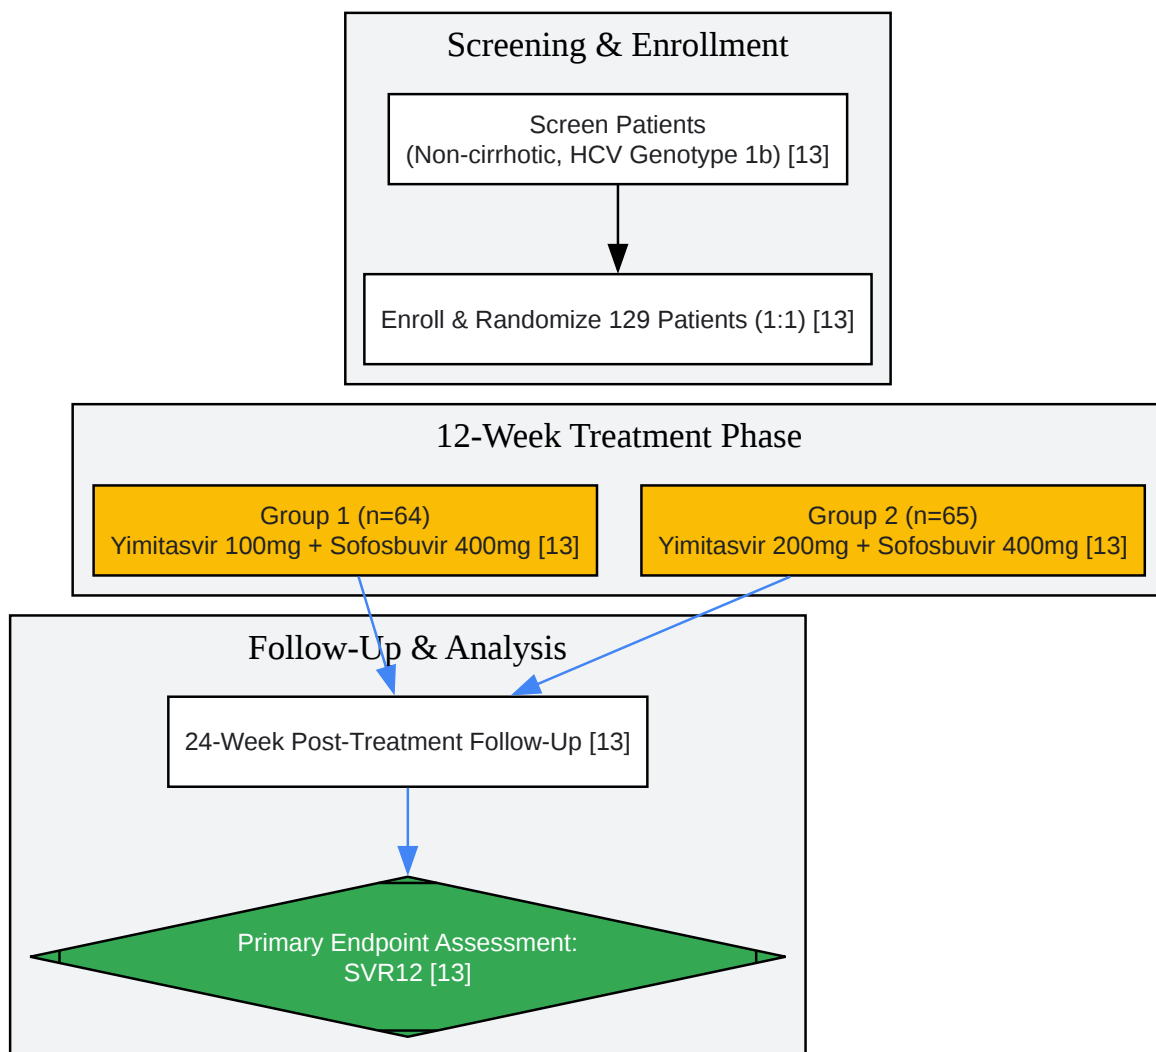 Screening & Enrollment
Screen Patients
(Non-cirrhotic, HCV Genotype 1b) [13]
Enroll & Randomize 129 Patients (1:1) [13]
12-Week Treatment Phase
Group 1 (n=64)
Yimitasvir 100mg + Sofosbuvir 400mg [13]
Group 2 (n=65)
Yimitasvir 200mg + Sofosbuvir 400mg [13]
Follow-Up & Analysis
24-Week Post-Treatment Follow-Up [13]
Primary Endpoint Assessment:
SVR12 [13]